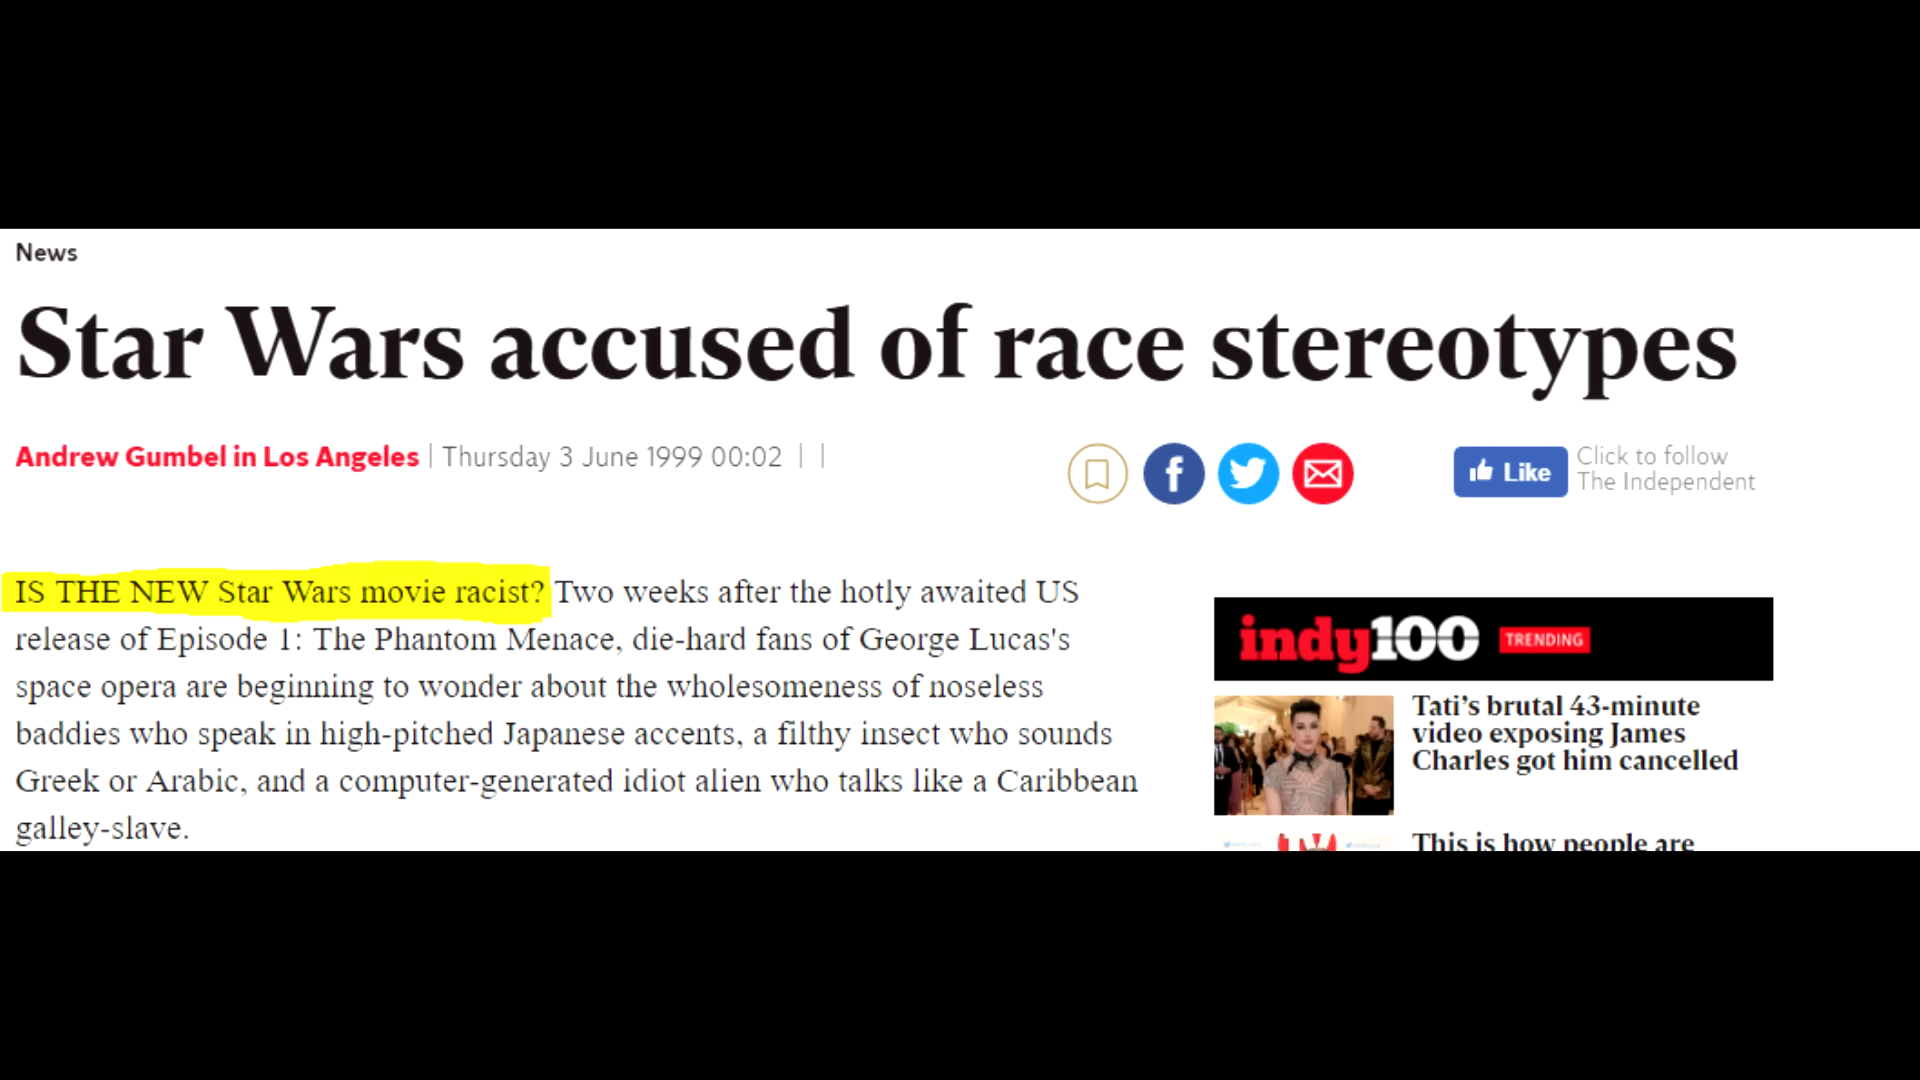 News
Star Wars accused of race stereotypes
Andrew Gumbel in Los Angeles | Thursday 3 June 1999 00:02 | |
f
Like
Click to follow
The Independent
IS THE NEW Star Wars movie racist? Two weeks after the hotly awaited US
release of Episode 1: The Phantom Menace, die-hard fans of George Lucas's
space opera are beginning to wonder about the wholesomeness of noseless
baddies who speak in high-pitched Japanese accents, a filthy insect who sounds
Greek or Arabic, and a computer-generated idiot alien who talks like a Caribbean
galley-slave.
indy100 TRENDING
Tati's brutal 43-minute
video exposing James
Charles got him cancelled
This is how people are